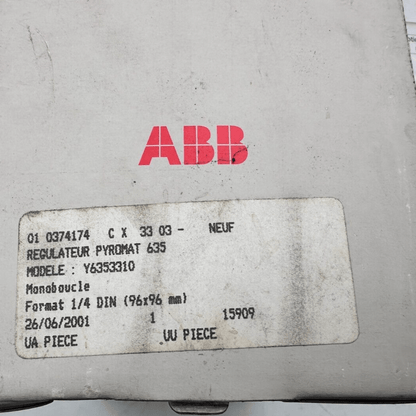 ABB
01 0374174 C X 33 03 - NEUF
REGULATEUR PYROMAT 635
MODELE : Y6353310
Monoboucle
Format 1/4 DIN (96x96 mm)
26/06/2001 1 15909
UA PIECE UU PIECE